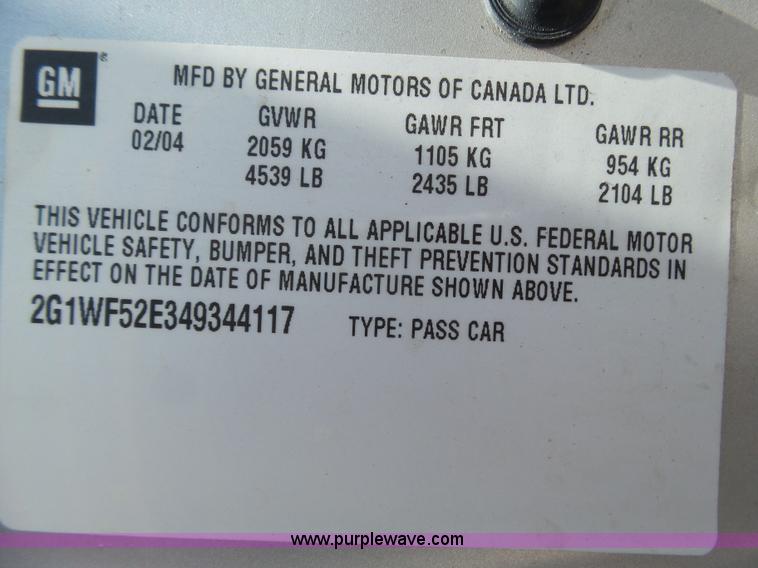 GM ®
MFD BY GENERAL MOTORS OF CANADA LTD.
DATE GVWR GAWR FRT GAWR RR
02/04 2059 KG 1105 KG 954 KG
4539 LB 2435 LB 2104 LB
THIS VEHICLE CONFORMS TO ALL APPLICABLE U.S. FEDERAL MOTOR
VEHICLE SAFETY, BUMPER, AND THEFT PREVENTION STANDARDS IN
EFFECT ON THE DATE OF MANUFACTURE SHOWN ABOVE.
2G1WF52E349344117 TYPE: PASS CAR
www.purplewave.com